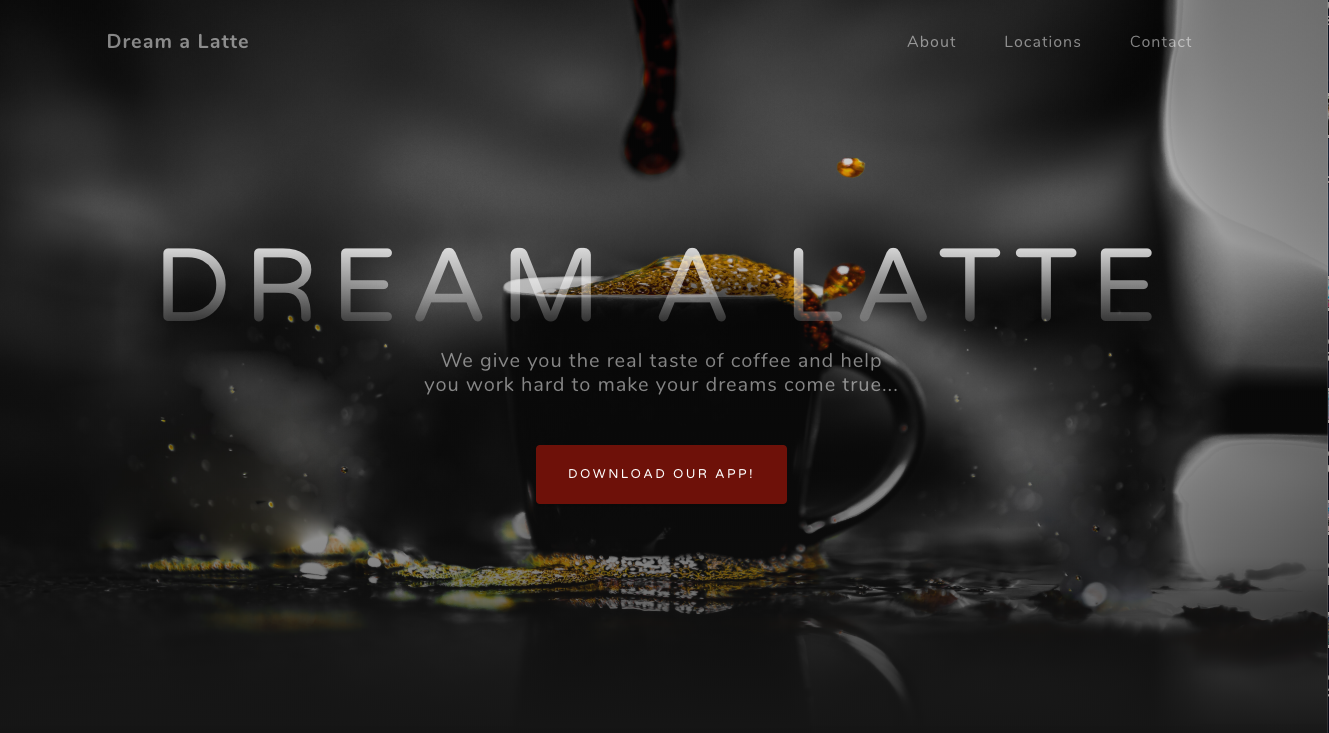 Dream a Latte
About
Locations
Contact
DREAM A LATTE
We give you the real taste of coffee and help
you work hard to make your dreams come true...
DOWNLOAD OUR APP!